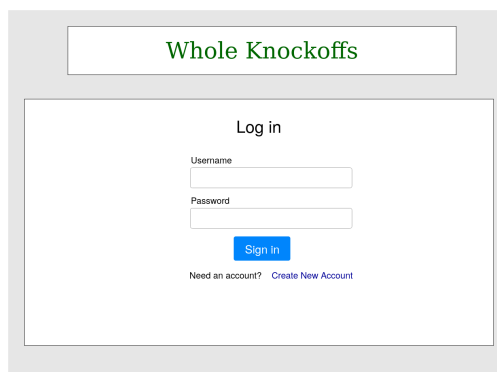 Whole Knockoffs
Log in
Username
Password
Sign in
Need an account? Create New Account